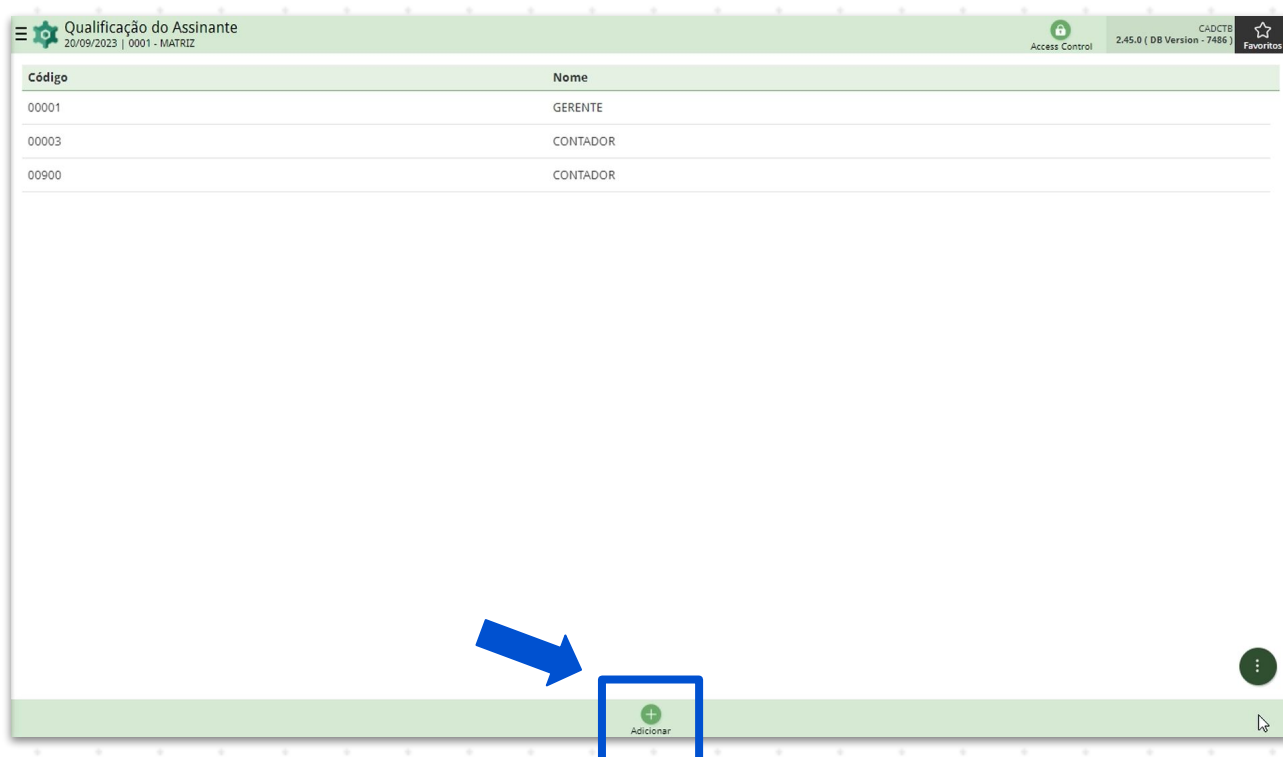 Qualificação do Assinante
20/09/2023 | 0001 - MATRIZ
Access Control
CADCTB
2.45.0 ( DB Version - 7486 )
Favoritos
Código Nome
00001 GERENTE
00003 CONTADOR
00900 CONTADOR
Adicionar